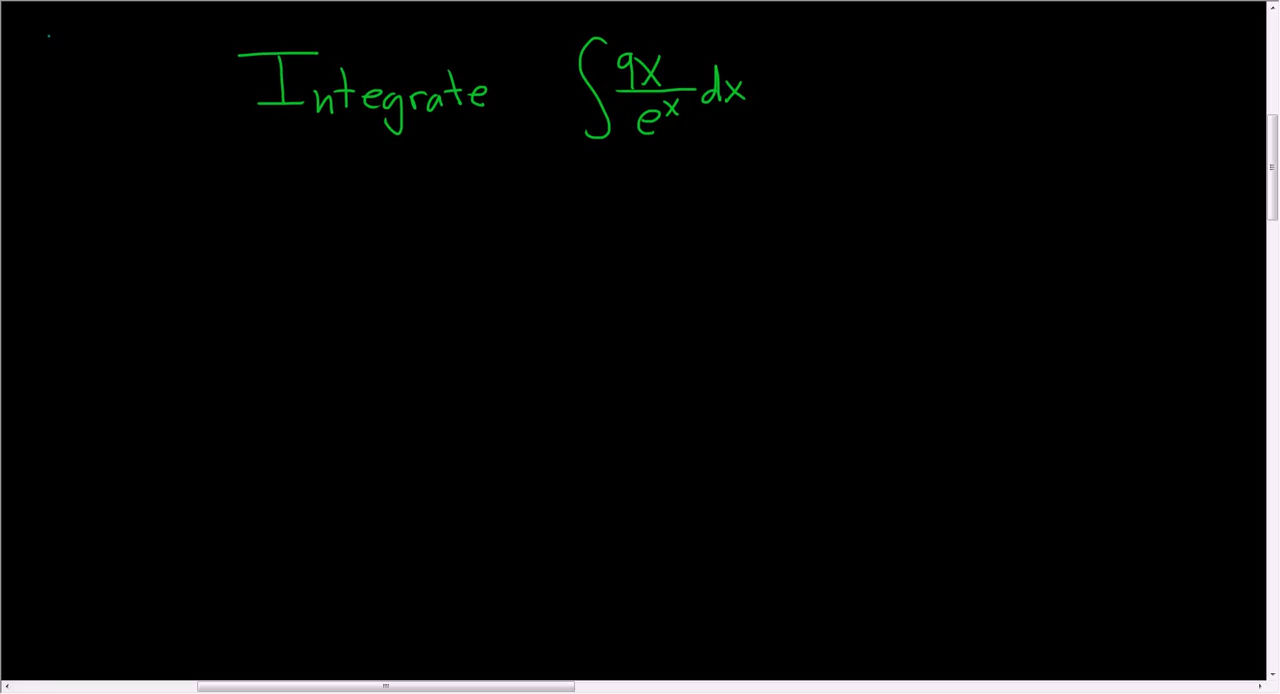 Integrate ∫ 9x/e^x dx